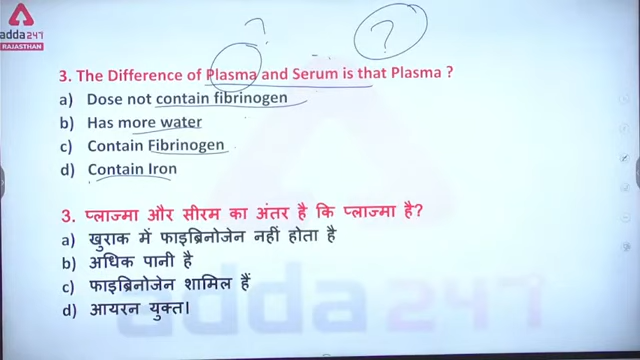 adda247
RAJASTHAN
?
?
3. The Difference of Plasma and Serum is that Plasma ?
a) Dose not contain fibrinogen
b) Has more water
c) Contain Fibrinogen
d) Contain Iron
3. प्लाज्मा और सीरम का अंतर है कि प्लाज्मा है?
a) खुराक में फाइब्रिनोजेन नहीं होता है
b) अधिक पानी है
c) फाइब्रिनोजेन शामिल हैं
d) आयरन युक्त।
adda247